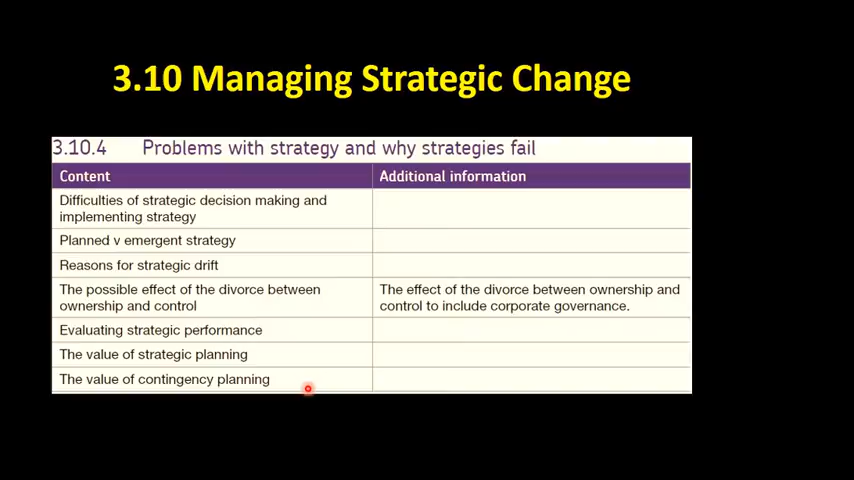 3.10 Managing Strategic Change
3.10.4 Problems with strategy and why strategies fail
Content Additional information
Difficulties of strategic decision making and
implementing strategy
Planned v emergent strategy
Reasons for strategic drift
The possible effect of the divorce between
ownership and control
The effect of the divorce between ownership and
control to include corporate governance.
Evaluating strategic performance
The value of strategic planning
The value of contingency planning